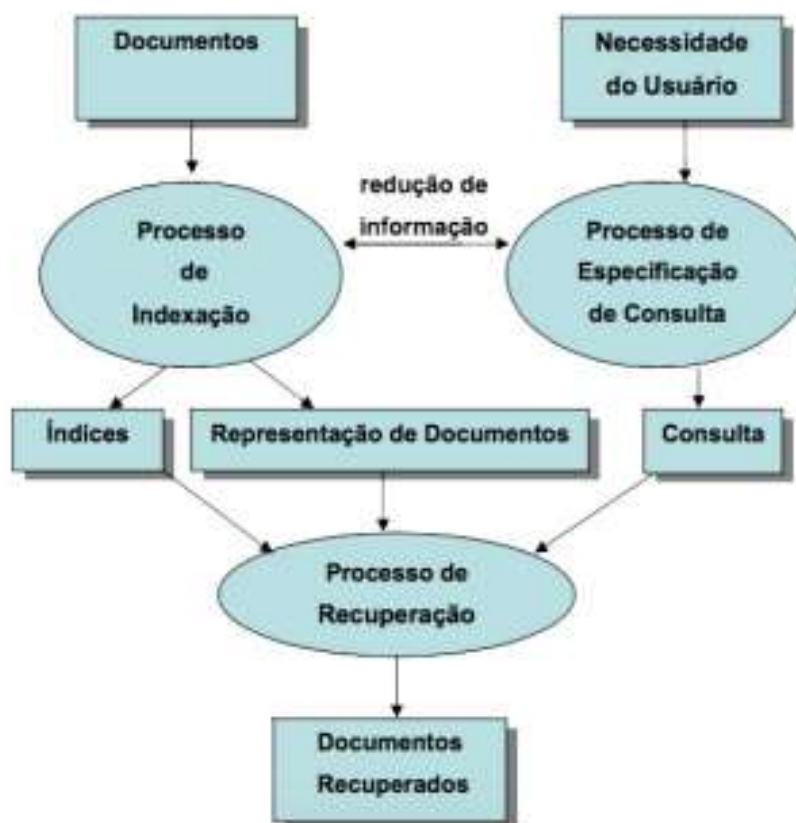 Documentos
Necessidade
do Usuário
redução de
informação
Processo
de
Indexação
Processo de
Especificação
de Consulta
Índices
Representação de Documentos
Consulta
Processo de
Recuperação
Documentos
Recuperados